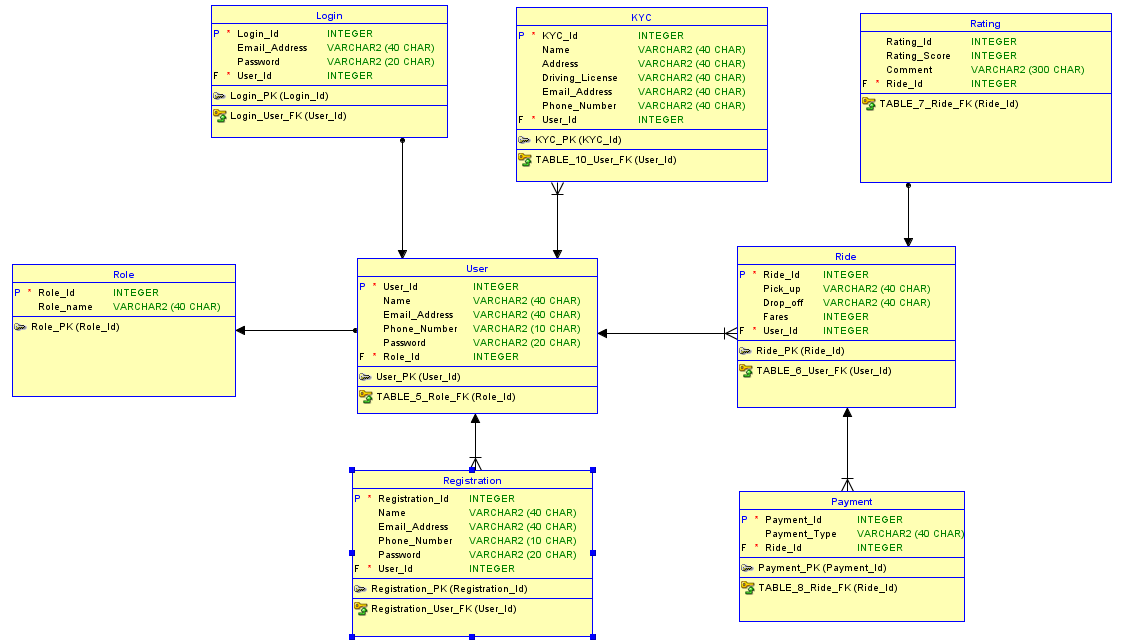 Login
P * Login_Id INTEGER
Email_Address VARCHAR2 (40 CHAR)
Password VARCHAR2 (20 CHAR)
F * User_Id INTEGER
Login_PK (Login_Id)
Login_User_FK (User_Id)
KYC
P * KYC_Id INTEGER
Name VARCHAR2 (40 CHAR)
Address VARCHAR2 (40 CHAR)
Driving_License VARCHAR2 (40 CHAR)
Email_Address VARCHAR2 (40 CHAR)
Phone_Number VARCHAR2 (40 CHAR)
F * User_Id INTEGER
KYC_PK (KYC_Id)
TABLE_10_User_FK (User_Id)
Rating
Rating_Id INTEGER
Rating_Score INTEGER
Comment VARCHAR2 (300 CHAR)
F * Ride_Id INTEGER
TABLE_7_Ride_FK (Ride_Id)
Role
P * Role_Id INTEGER
Role_name VARCHAR2 (40 CHAR)
Role_PK (Role_Id)
User
P * User_Id INTEGER
Name VARCHAR2 (40 CHAR)
Email_Address VARCHAR2 (40 CHAR)
Phone_Number VARCHAR2 (10 CHAR)
Password VARCHAR2 (20 CHAR)
F * Role_Id INTEGER
User_PK (User_Id)
TABLE_5_Role_FK (Role_Id)
Ride
P * Ride_Id INTEGER
Pick_up VARCHAR2 (40 CHAR)
Drop_off VARCHAR2 (40 CHAR)
Fares INTEGER
F * User_Id INTEGER
Ride_PK (Ride_Id)
TABLE_6_User_FK (User_Id)
Registration
P * Registration_Id INTEGER
Name VARCHAR2 (40 CHAR)
Email_Address VARCHAR2 (40 CHAR)
Phone_Number VARCHAR2 (10 CHAR)
Password VARCHAR2 (20 CHAR)
F * User_Id INTEGER
Registration_PK (Registration_Id)
Registration_User_FK (User_Id)
Payment
P * Payment_Id INTEGER
Payment_Type VARCHAR2 (40 CHAR)
F * Ride_Id INTEGER
Payment_PK (Payment_Id)
TABLE_8_Ride_FK (Ride_Id)